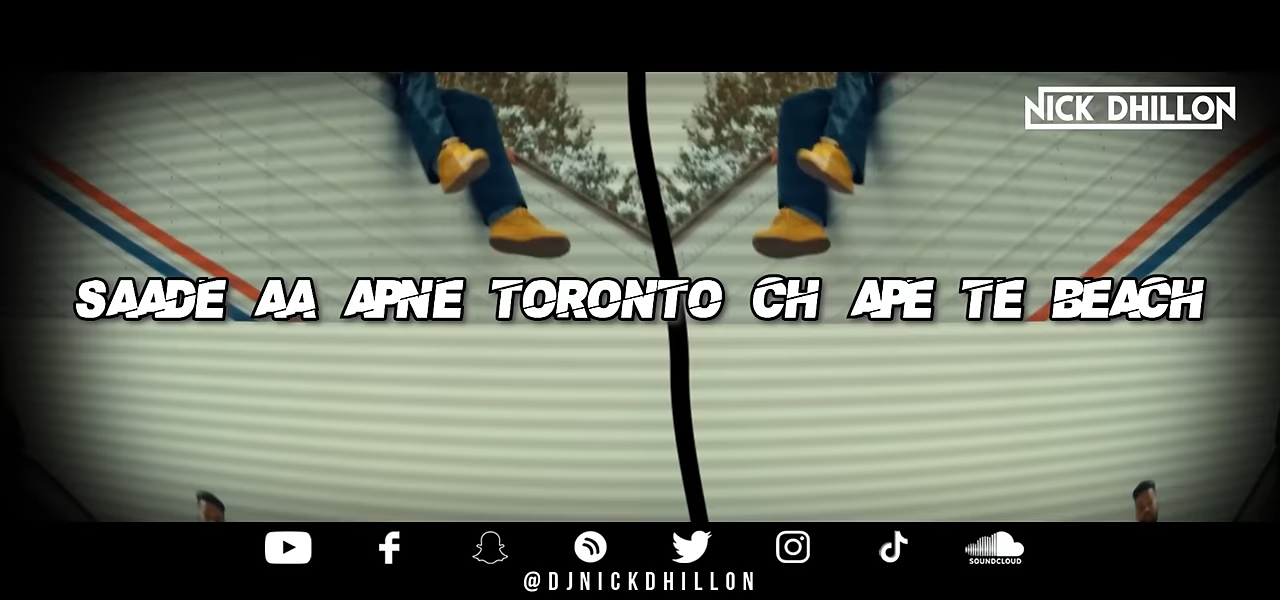 NICK DHILLON
SAADE AA APNE TORONTO CH APE TE BEACH
SOUNDCLOUD
@DJNICKDHILLON